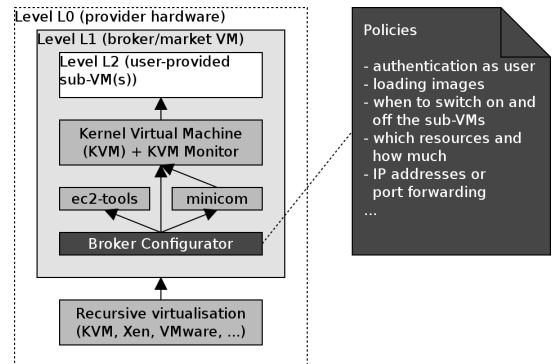 Level L0 (provider hardware)
Level L1 (broker/market VM)
Level L2 (user-provided
sub-VM(s))
Kernel Virtual Machine
(KVM) + KVM Monitor
ec2-tools
minicom
Broker Configurator
Recursive virtualisation
(KVM, Xen, VMware, ...)
Policies
- authentication as user
- loading images
- when to switch on and
off the sub-VMs
- which resources and
how much
- IP addresses or
port forwarding
...